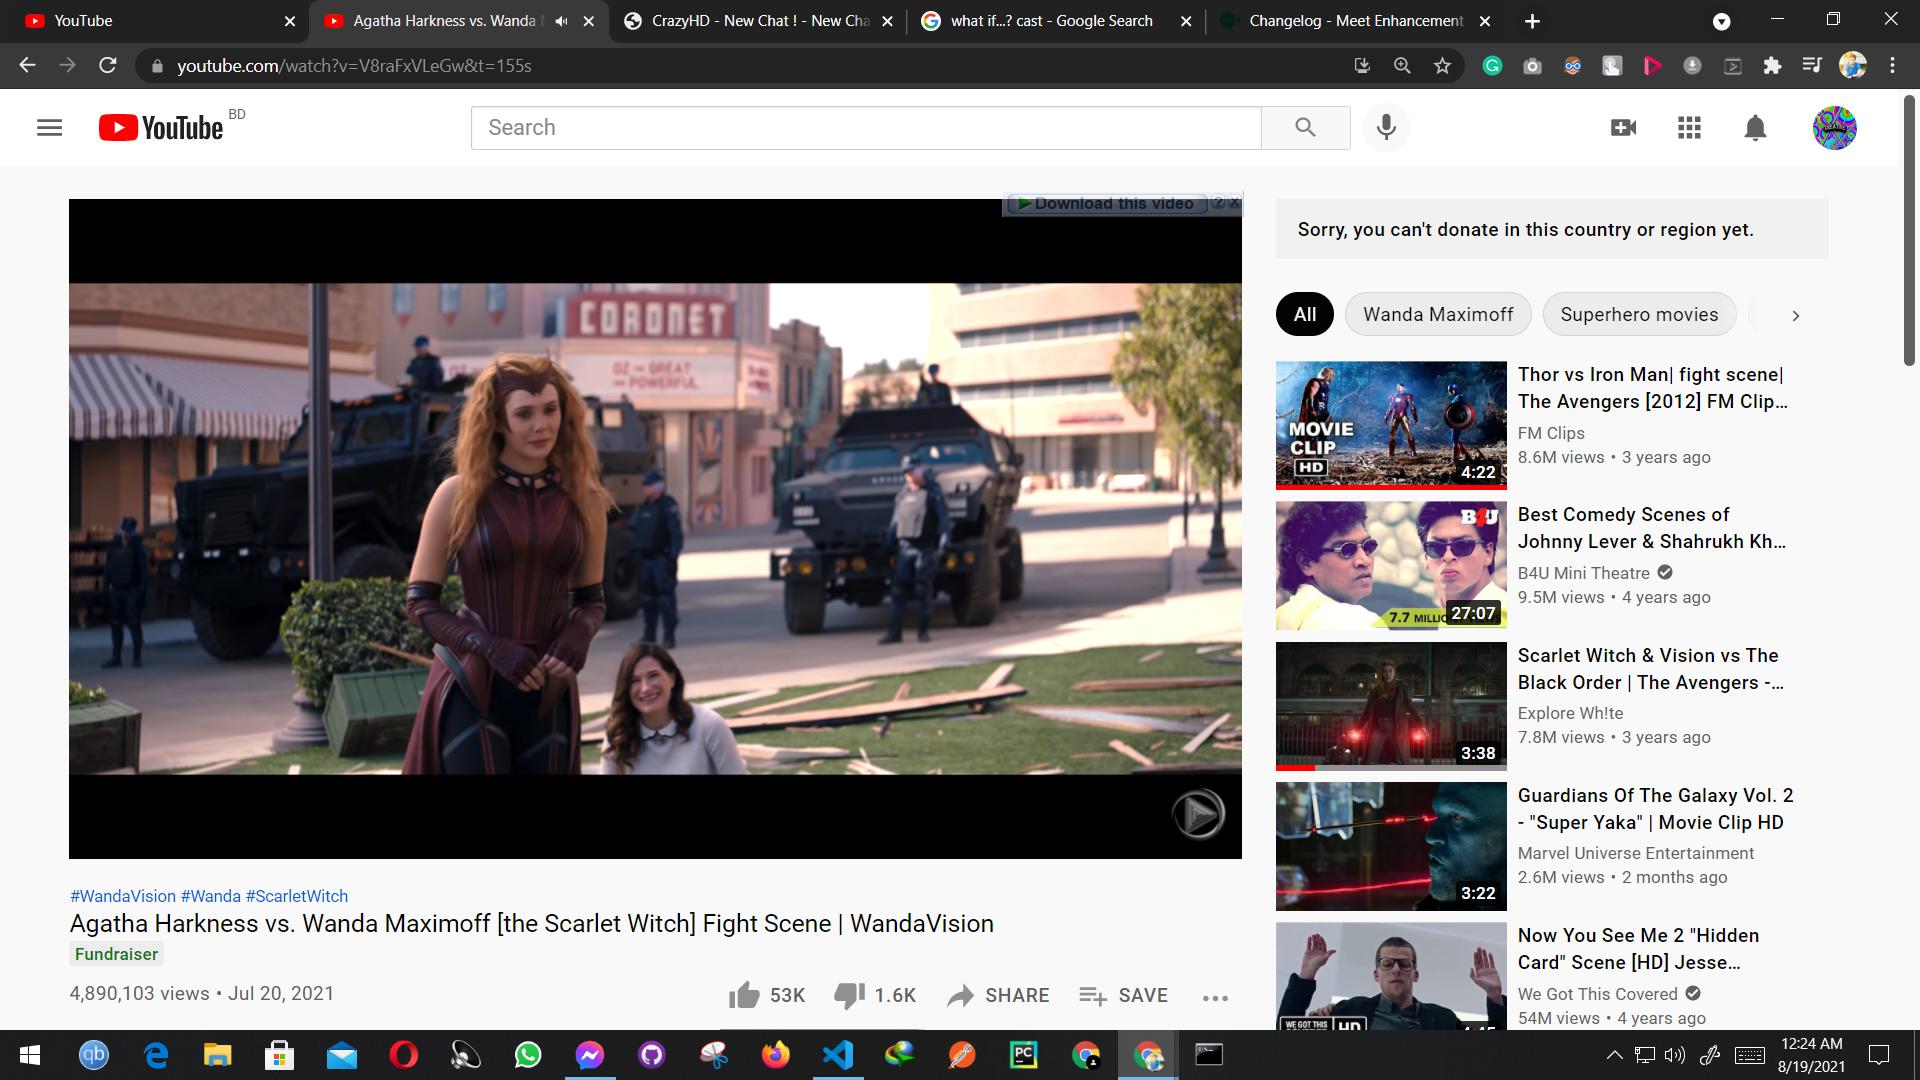 YouTube
Agatha Harkness vs. Wanda
CrazyHD - New Chat ! - New Cha
what if...? cast - Google Search
Changelog - Meet Enhancement
youtube.com/watch?v=V8raFxVLeGw&t=155s
YouTube
BD
Search
Download this video
?
Sorry, you can't donate in this country or region yet.
All
Wanda Maximoff
Superhero movies
CORONET
OZ THE GREAT
AND POWERFUL
MOVIE
CLIP
HD
4:22
Thor vs Iron Man| fight scene|
The Avengers [2012] FM Clip...
FM Clips
8.6M views • 3 years ago
B4U
7.7 MILLI
27:07
Best Comedy Scenes of
Johnny Lever & Shahrukh Kh...
B4U Mini Theatre
9.5M views • 4 years ago
3:38
Scarlet Witch & Vision vs The
Black Order | The Avengers -...
Explore Wh!te
7.8M views • 3 years ago
3:22
Guardians Of The Galaxy Vol. 2
- "Super Yaka" | Movie Clip HD
Marvel Universe Entertainment
2.6M views • 2 months ago
WE GOT THIS
HD
Now You See Me 2 "Hidden
Card" Scene [HD] Jesse...
We Got This Covered
54M views • 4 years ago
#WandaVision #Wanda #ScarletWitch
Agatha Harkness vs. Wanda Maximoff [the Scarlet Witch] Fight Scene | WandaVision
Fundraiser
4,890,103 views • Jul 20, 2021
53K
1.6K
SHARE
SAVE
qb
PC
12:24 AM
8/19/2021